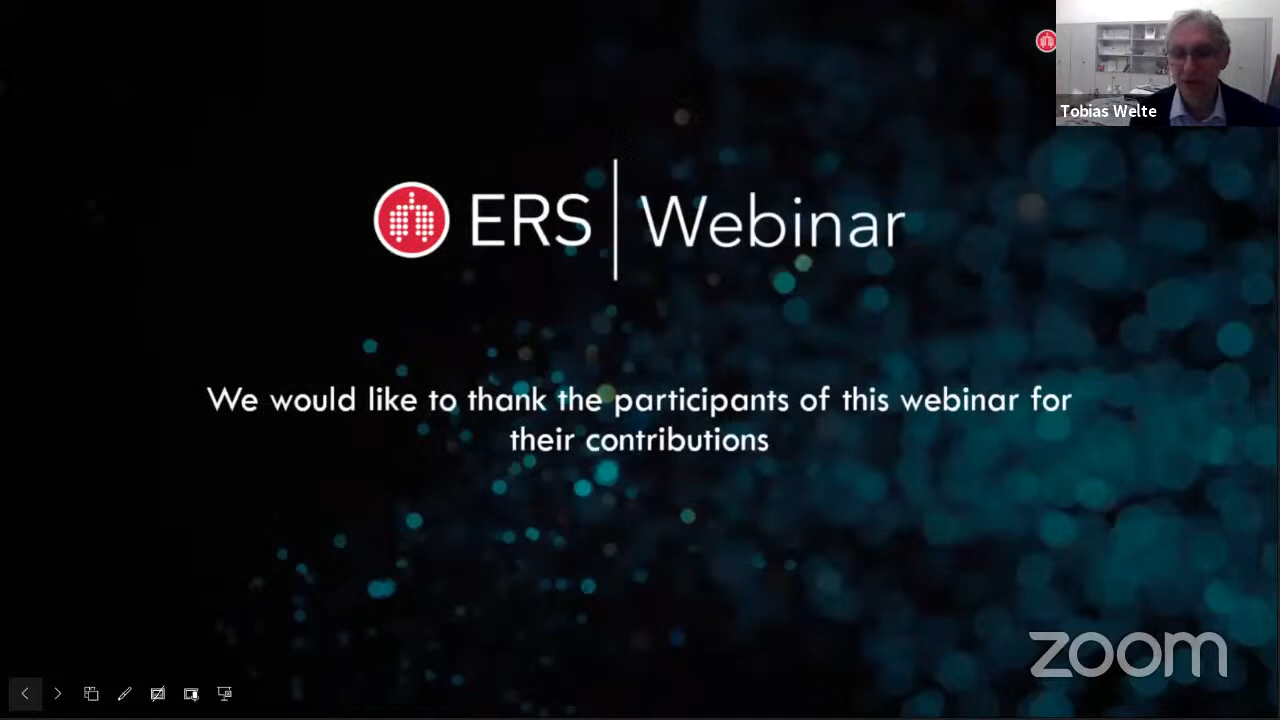 Tobias Welte
ERS | Webinar
We would like to thank the participants of this webinar for
their contributions
zoom